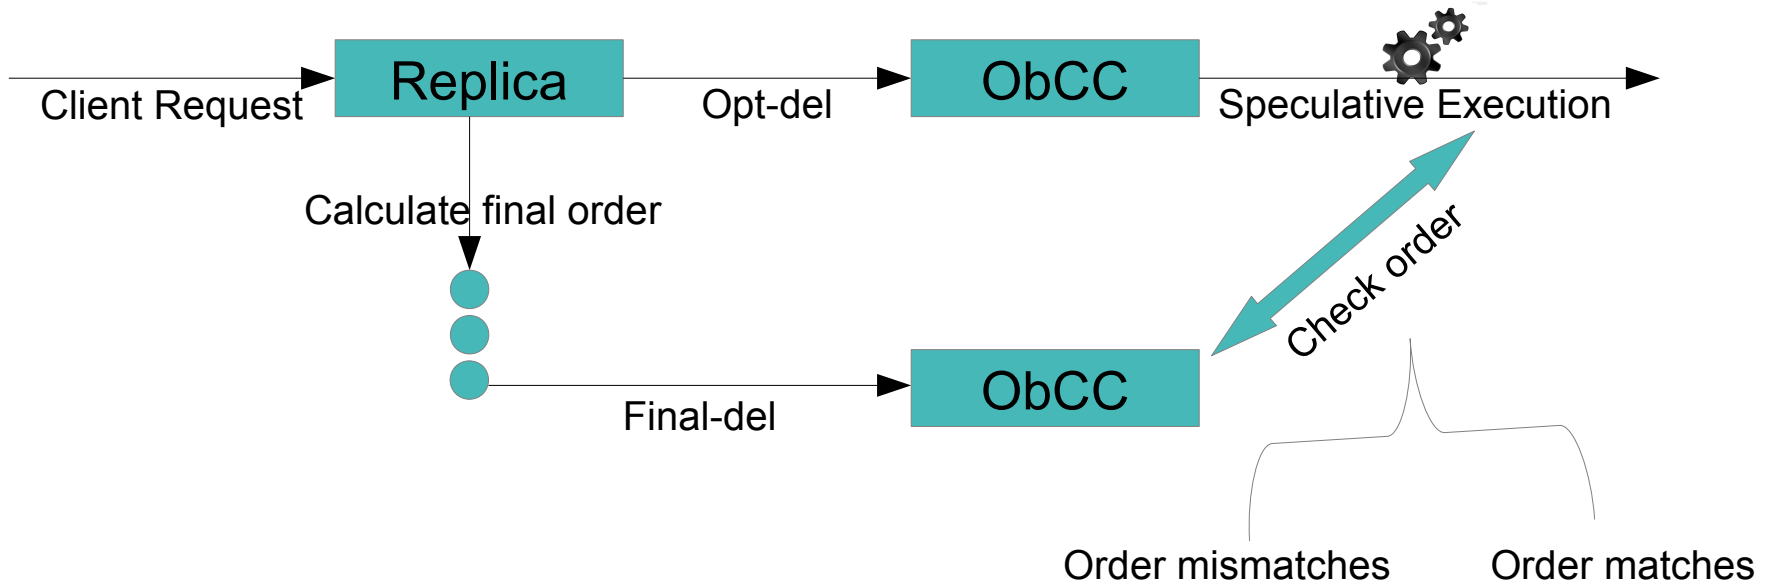 Replica
ObCC
Client Request
Opt-del
Speculative Execution
Calculate final order
Check order
ObCC
Final-del
Order mismatches
Order matches